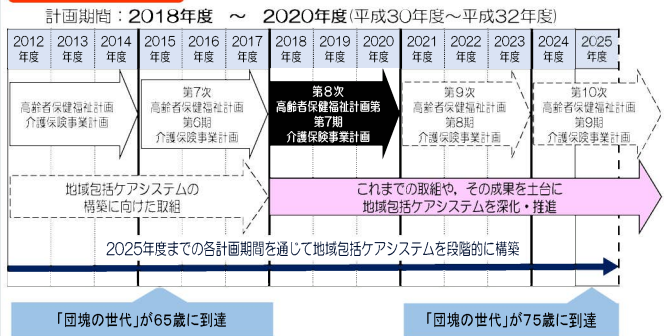 計画期間：2018年度　～　2020年度(平成30年度～平成32年度)
2012 2013 2014 2015 2016 2017 2018 2019 2020 2021 2022 2023 2024 2025
年度 年度 年度 年度 年度 年度 年度 年度 年度 年度 年度 年度 年度 年度
高齢者保健福祉計画
介護保険事業計画
第7次
高齢者保健福祉計画
第6期
介護保険事業計画
第8次
高齢者保健福祉計画第
第7期
介護保険事業計画
第9次
高齢者保健福祉計画
第8期
介護保険事業計画
第10次
高齢者保健福祉計画
第9期
介護保険事業計画
地域包括ケアシステムの
構築に向けた取組
これまでの取組や，その成果を土台に
地域包括ケアシステムを深化・推進
2025年度までの各計画期間を通じて地域包括ケアシステムを段階的に構築
「団塊の世代」が65歳に到達
「団塊の世代」が75歳に到達